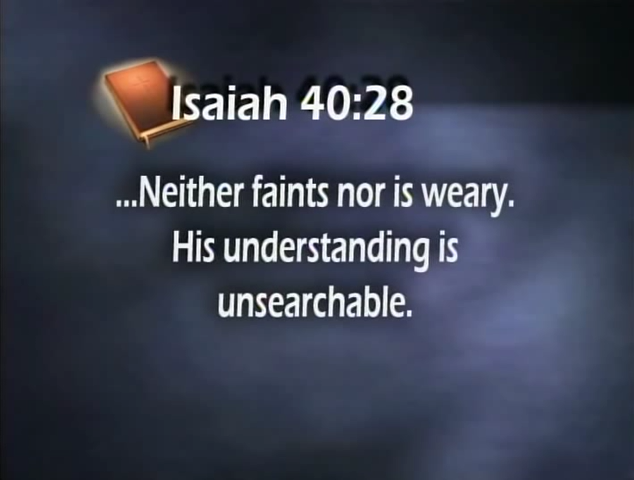 Isaiah 40:28
...Neither faints nor is weary.
His understanding is
unsearchable.